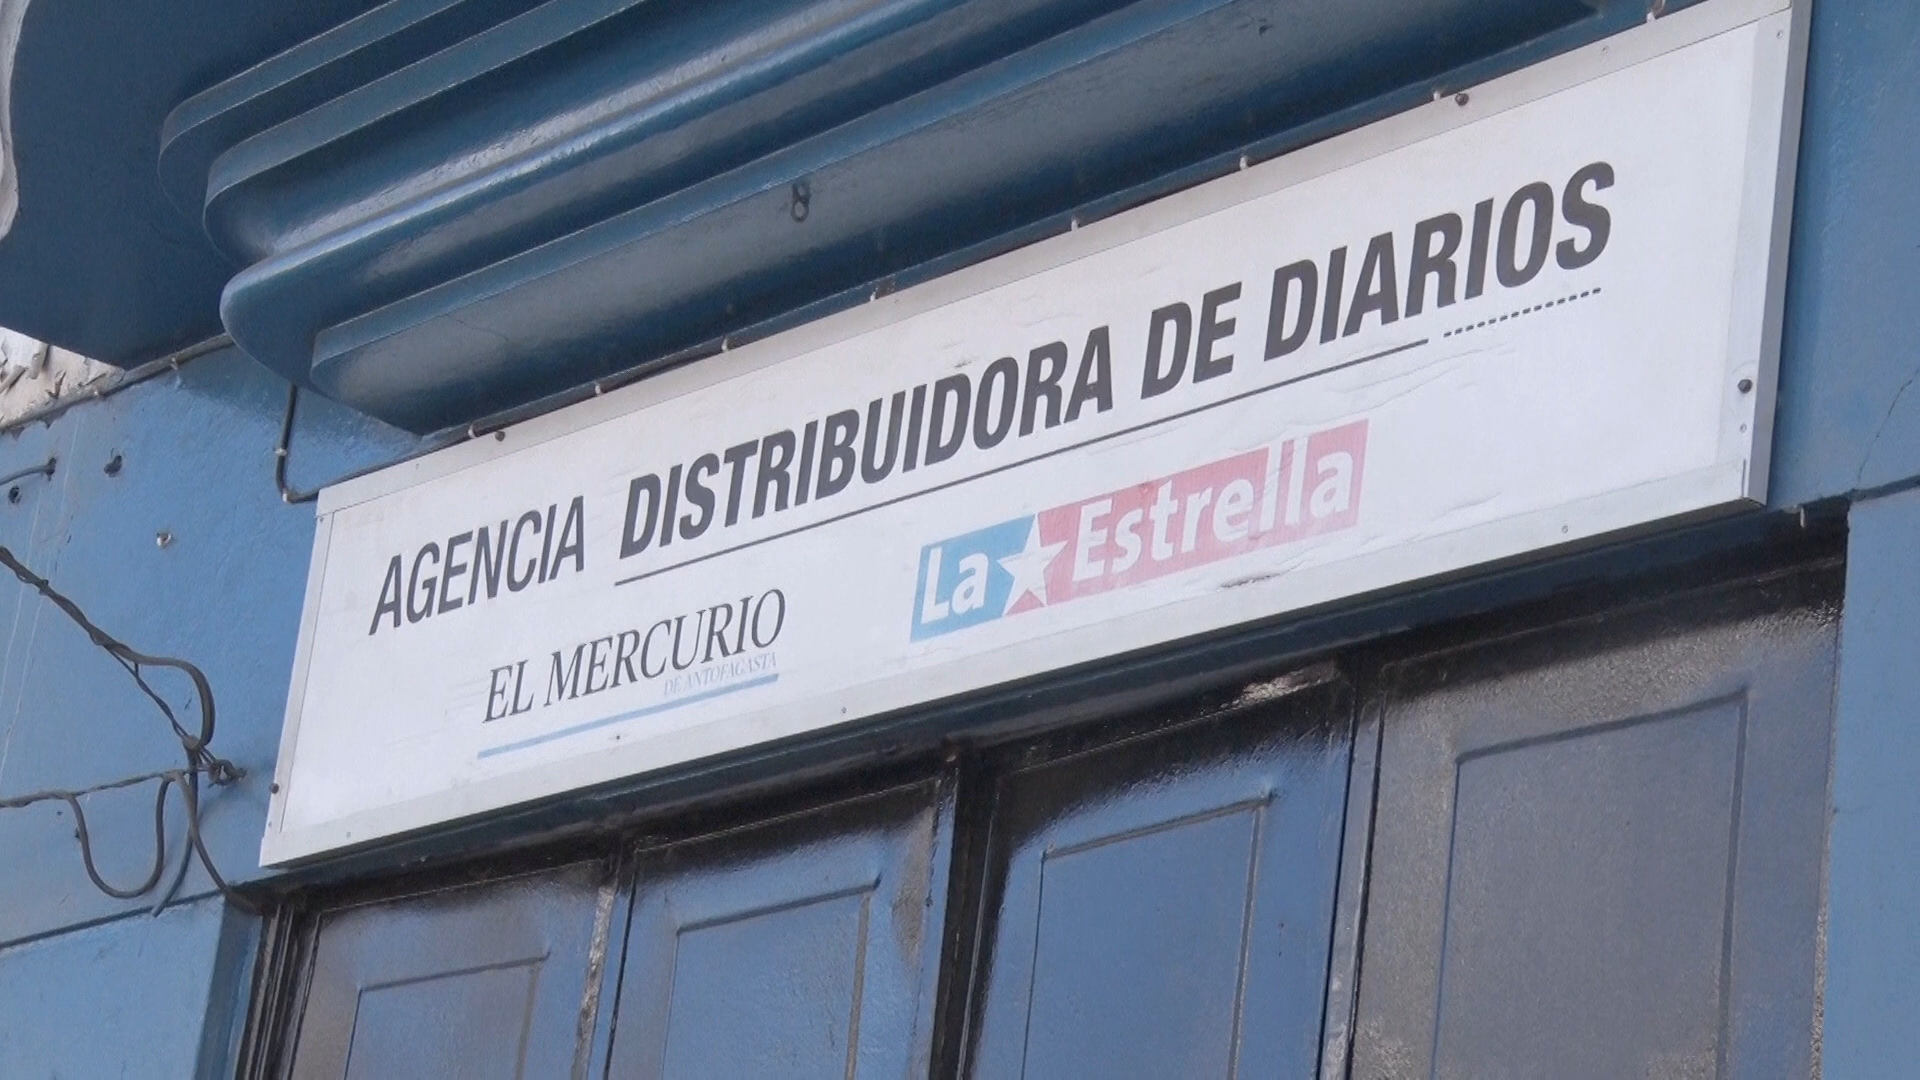 AGENCIA DISTRIBUIDORA DE DIARIOS
EL MERCURIO
DE ANTOFAGASTA
La Estrella